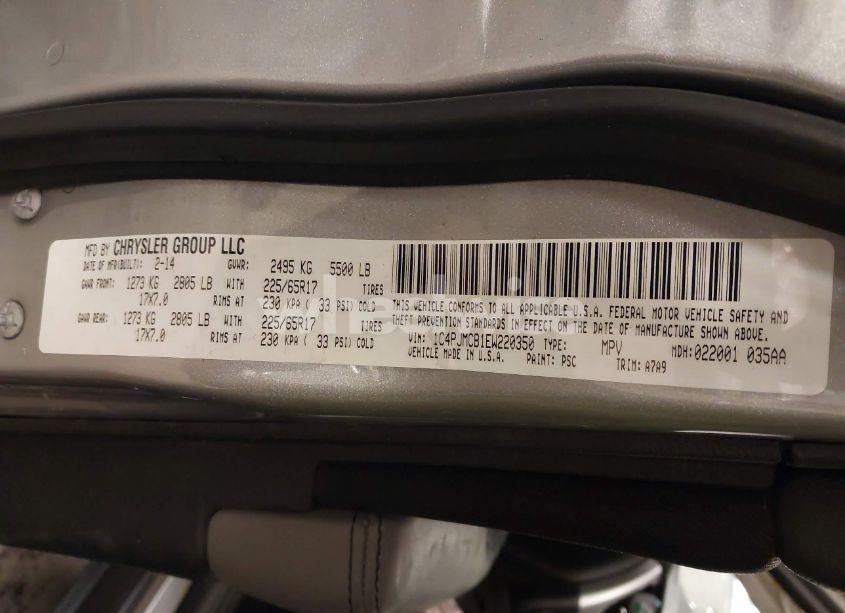 MFD BY CHRYSLER GROUP LLC
DATE OF MFR(BUILT): 2-14 GVWR: 2495 KG 5500 LB
GAWR FRONT: 1273 KG 2805 LB WITH 225/65R17 TIRES
17X7.0 RIMS AT 230 KPA ( 33 PSI) COLD
GAWR REAR: 1273 KG 2805 LB WITH 225/65R17 TIRES
17X7.0 RIMS AT 230 KPA ( 33 PSI) COLD
THIS VEHICLE CONFORMS TO ALL APPLICABLE U.S.A. FEDERAL MOTOR VEHICLE SAFETY AND
THEFT PREVENTION STANDARDS IN EFFECT ON THE DATE OF MANUFACTURE SHOWN ABOVE.
VIN: 1C4PJMCB1EW220350 TYPE: MPV MDH:022001 035AA
VEHICLE MADE IN U.S.A. PAINT: PSC TRIM: A7A9